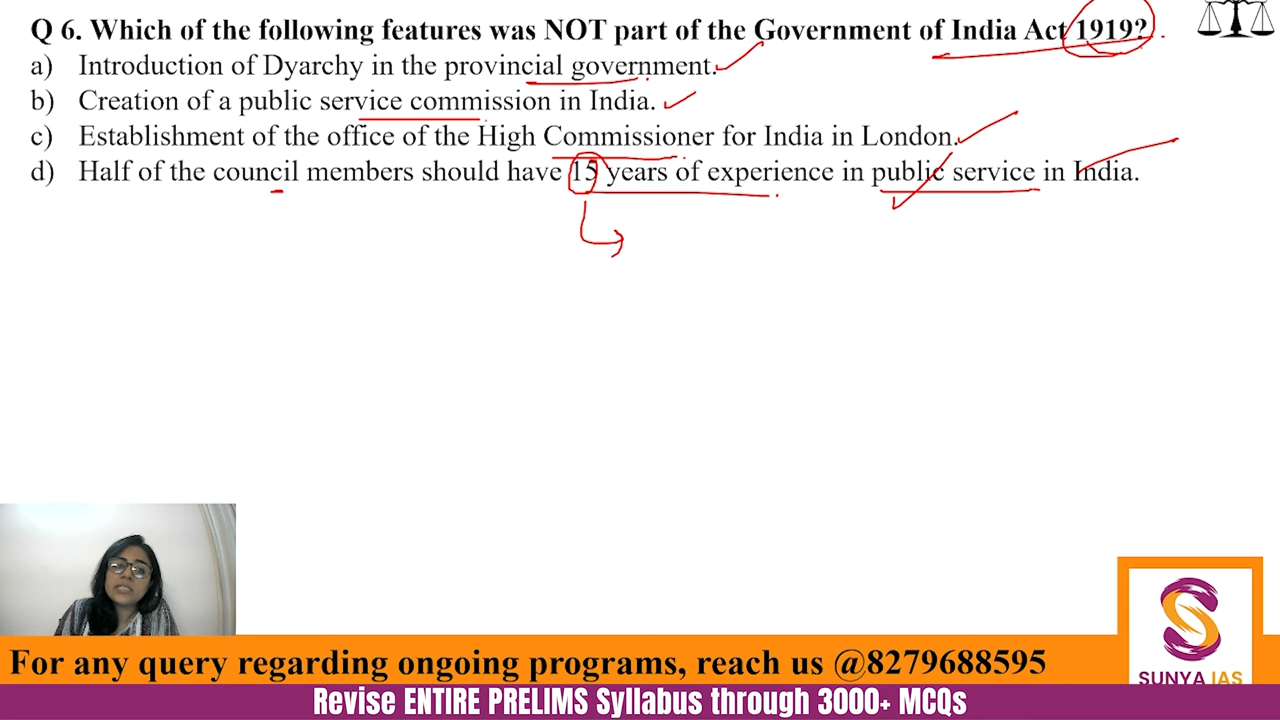 Q 6. Which of the following features was NOT part of the Government of India Act 1919?
a) Introduction of Dyarchy in the provincial government.
b) Creation of a public service commission in India.
c) Establishment of the office of the High Commissioner for India in London.
d) Half of the council members should have 15 years of experience in public service in India.
SUNYA IAS
For any query regarding ongoing programs, reach us @8279688595
Revise ENTIRE PRELIMS Syllabus through 3000+ MCQs